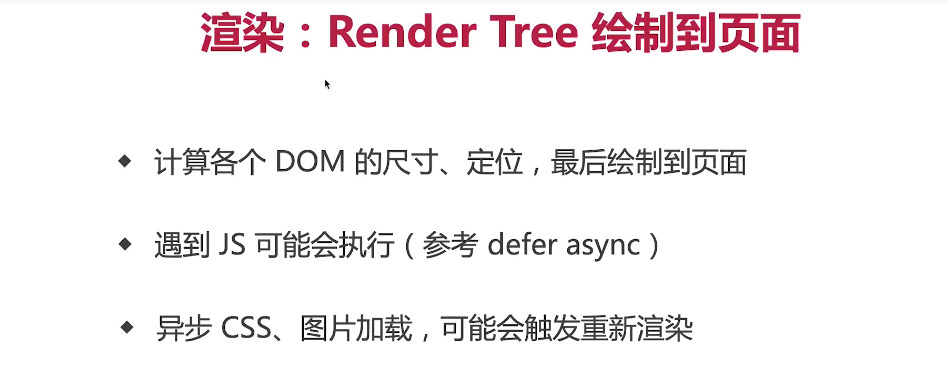 渲染：Render Tree 绘制到页面
◆ 计算各个 DOM 的尺寸、定位，最后绘制到页面
◆ 遇到 JS 可能会执行（参考 defer async）
◆ 异步 CSS、图片加载，可能会触发重新渲染